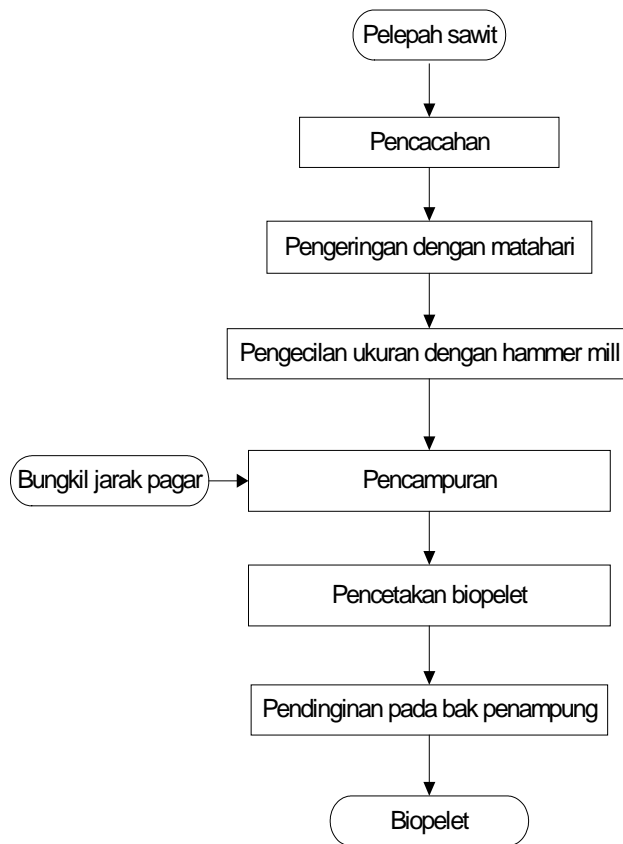 Pelepah sawit
Pencacahan
Pengeringan dengan matahari
Pengecilan ukuran dengan hammer mill
Bungkil jarak pagar
Pencampuran
Pencetakan biopelet
Pendinginan pada bak penampung
Biopelet